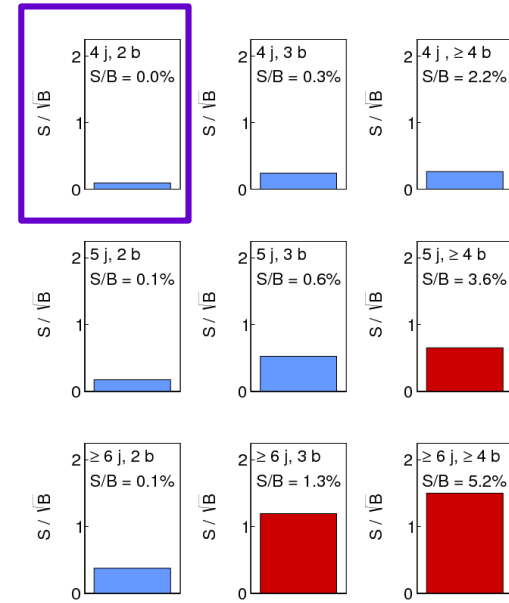 4 j, 2 b
S/B = 0.0%
2
1
0
S / √B
4 j, 3 b
S/B = 0.3%
2
1
0
S / √B
4 j , ≥ 4 b
S/B = 2.2%
2
1
0
S / √B
5 j, 2 b
S/B = 0.1%
2
1
0
S / √B
5 j, 3 b
S/B = 0.6%
2
1
0
S / √B
5 j, ≥ 4 b
S/B = 3.6%
2
1
0
S / √B
≥ 6 j, 2 b
S/B = 0.1%
2
1
0
S / √B
≥ 6 j, 3 b
S/B = 1.3%
2
1
0
S / √B
≥ 6 j, ≥ 4 b
S/B = 5.2%
2
1
0
S / √B